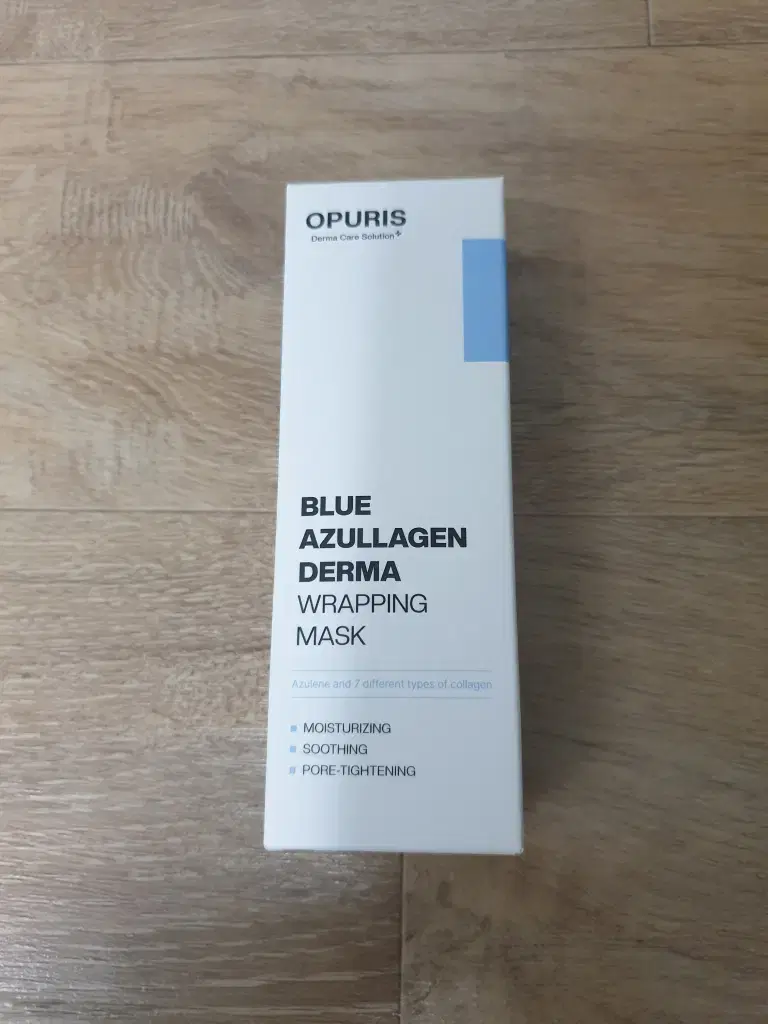 OPURIS
Derma Care Solution+
BLUE
AZULLAGEN
DERMA
WRAPPING
MASK
Azulene and 7 different types of collagen
MOISTURIZING
SOOTHING
PORE-TIGHTENING